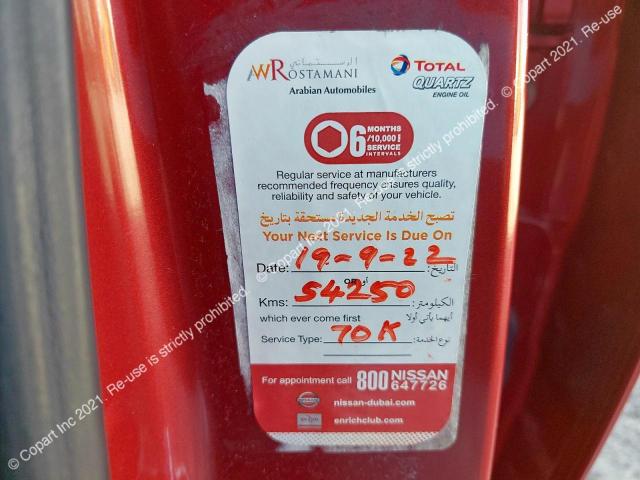 الرستماني
AWROSTAMANI
Arabian Automobiles
TOTAL
QUARTZ
ENGINE OIL
6 MONTHS
/10,000
SERVICE
INTERVALS
Regular service at manufacturers
recommended frequency ensures quality,
reliability and safety of your vehicle.
تصبح الخدمة الجديدة مستحقة بتاريخ
Your Next Service Is Due On
Date: 19-9-22 التاريخ:
OR أو
Kms: 54250 الكيلومتر:
which ever come first أيهما يأتي أولا
Service Type: 70K نوع الخدمة:
For appointment call 800 NISSAN
647726
NISSAN
nissan-dubai.com
enrichclub.com
© Copart Inc 2021. Re-use is strictly prohibited.
© Copart Inc 2021. Re-use is strictly prohibited.
© Copart 2021. Re-use